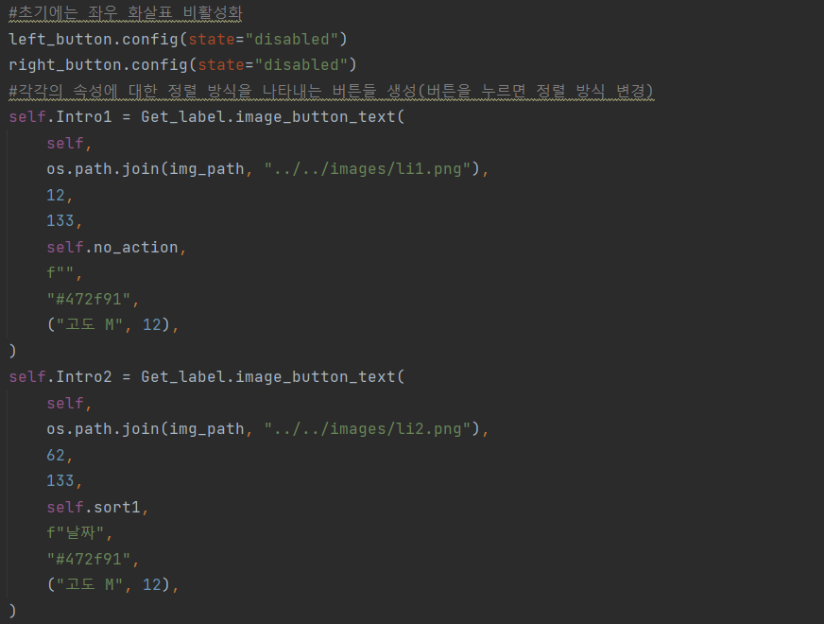 #초기에는 좌우 화살표 비활성화
left_button.config(state="disabled")
right_button.config(state="disabled")
#각각의 속성에 대한 정렬 방식을 나타내는 버튼들 생성(버튼을 누르면 정렬 방식 변경)
self.Intro1 = Get_label.image_button_text(
    self,
    os.path.join(img_path, "../../images/li1.png"),
    12,
    133,
    self.no_action,
    f"",
    "#472f91",
    ("고도 M", 12),
)
self.Intro2 = Get_label.image_button_text(
    self,
    os.path.join(img_path, "../../images/li2.png"),
    62,
    133,
    self.sort1,
    f"날짜",
    "#472f91",
    ("고도 M", 12),
)